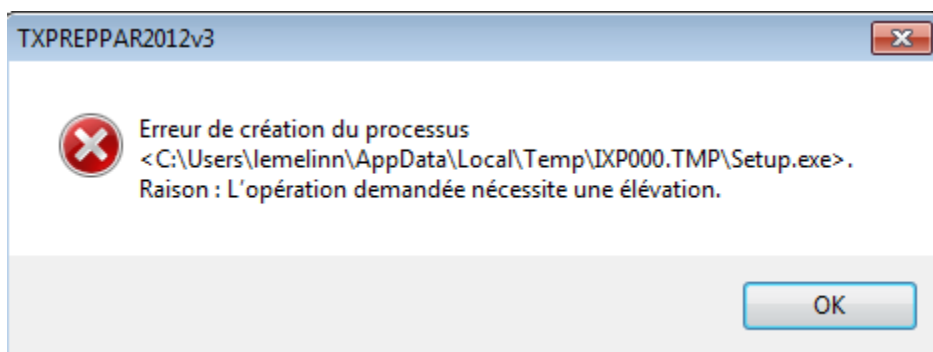 TXPREPPAR2012v3
Erreur de création du processus
<C:\Users\lemelinn\AppData\Local\Temp\IXP000.TMP\Setup.exe>.
Raison : L'opération demandée nécessite une élévation.
OK